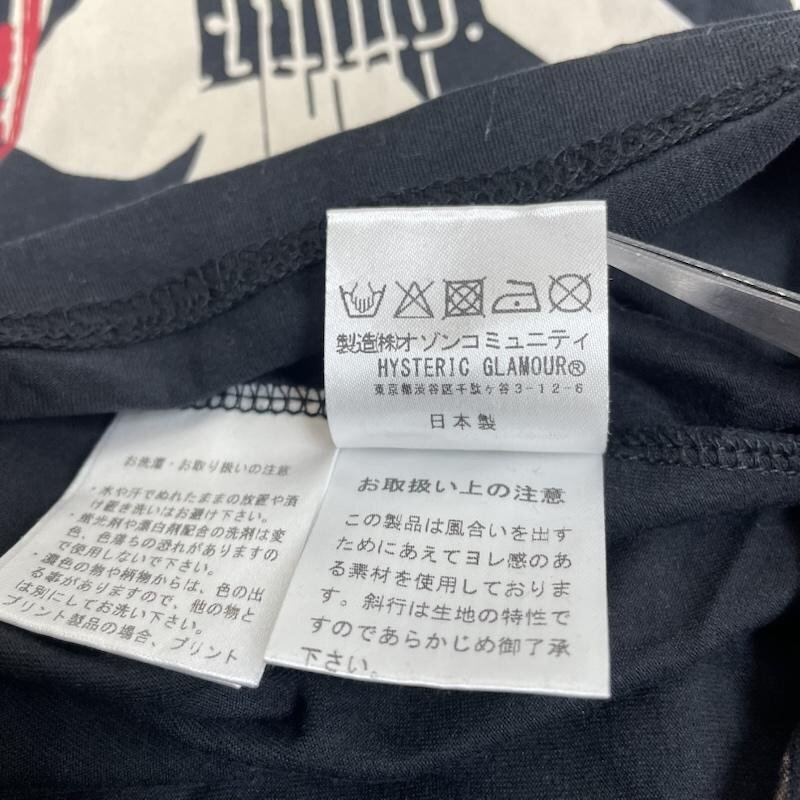 製造(株)オゾンコミュニティ
HYSTERIC GLAMOUR®
東京都渋谷区千駄ヶ谷3-12-6
日本製
お取扱い上の注意
この製品は風合いを出す
ためにあえてヨレ感のあ
る素材を使用しておりま
す。斜行は生地の特性で
すのであらかじめ御了承
下さい。
お洗濯・お取り扱いの注意
・水や汗でぬれたままの放置や漬
け置き洗いはお避け下さい。
・蛍光剤や漂白剤配合の洗剤は変
色、色落ちの恐れがありますの
で使用しないで下さい。
・濃色の物や柄物からは、色の出
る事がありますので、他の物と
は別にしてお洗い下さい。
プリント製品の場合、プリント